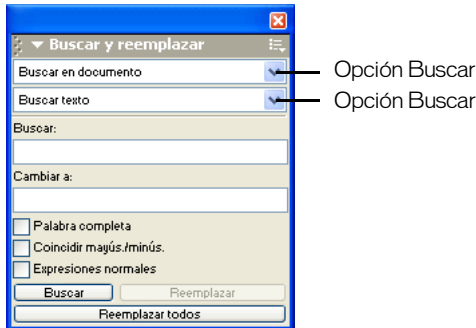 Buscar y reemplazar
Buscar en documento
Opción Buscar
Buscar texto
Opción Buscar
Buscar:
Cambiar a:
Palabra completa
Coincidir mayús./minús.
Expresiones normales
Buscar Reemplazar
Reemplazar todos